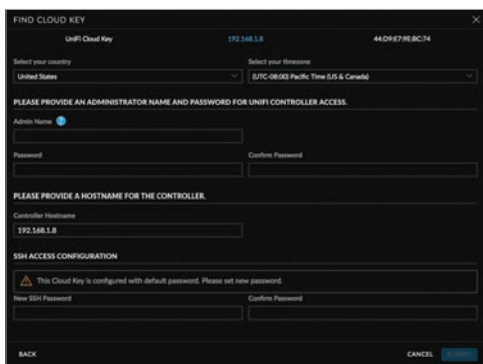 FIND CLOUD KEY
UniFi Cloud Key 192.168.1.8 44:D9:E7:9E:BC:74
Select your country Select your timezone
United States (UTC-08:00) Pacific Time (US & Canada)
PLEASE PROVIDE AN ADMINISTRATOR NAME AND PASSWORD FOR UNIFI CONTROLLER ACCESS.
Admin Name ?
Password Confirm Password
PLEASE PROVIDE A HOSTNAME FOR THE CONTROLLER.
Controller Hostname
192.168.1.8
SSH ACCESS CONFIGURATION
This Cloud Key is configured with default password. Please set new password.
New SSH Password Confirm Password
BACK CANCEL SUBMIT